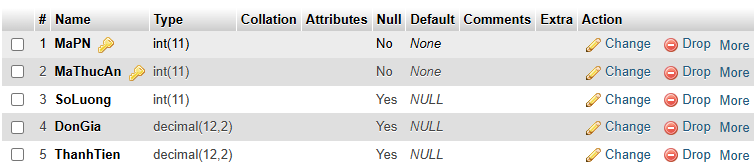 # Name Type Collation Attributes Null Default Comments Extra Action
1 MaPN int(11) No None Change Drop More
2 MaThucAn int(11) No None Change Drop More
3 SoLuong int(11) Yes NULL Change Drop More
4 DonGia decimal(12,2) Yes NULL Change Drop More
5 ThanhTien decimal(12,2) Yes NULL Change Drop More